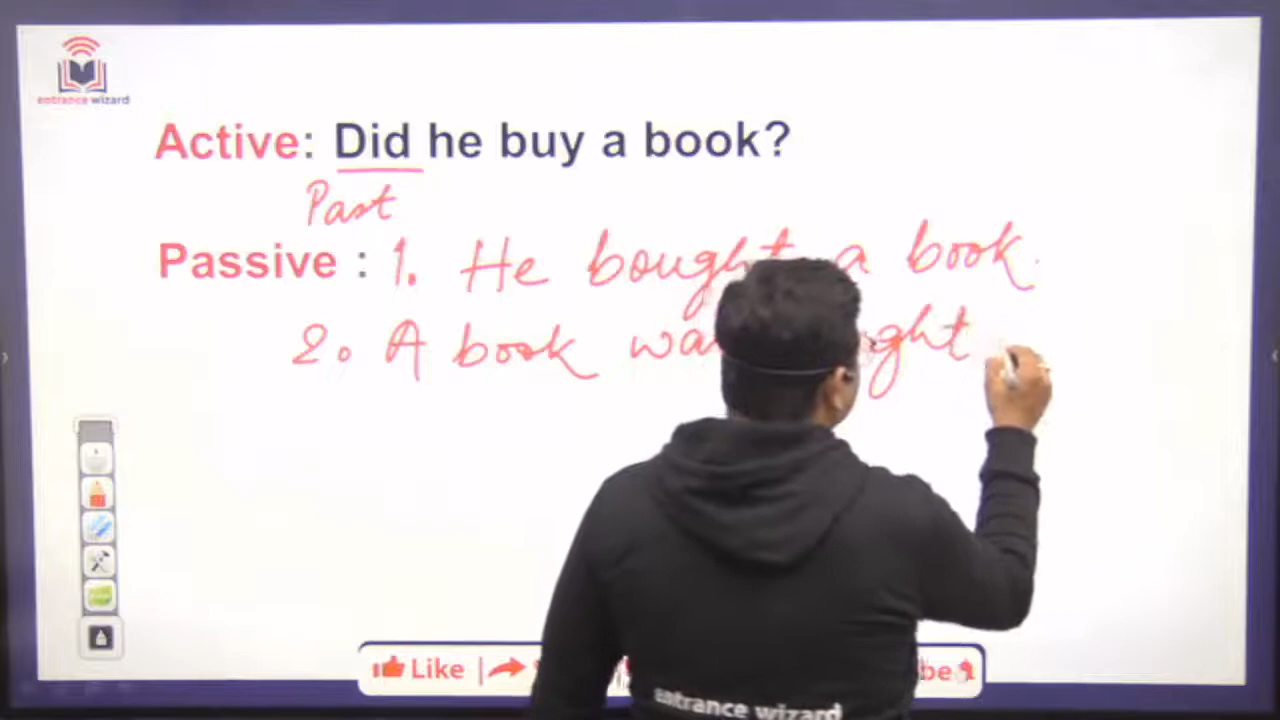 entrance wizard
Active: Did he buy a book?
Past
Passive : 1. He bought a book.
2. A book
Like |
entrance wizard